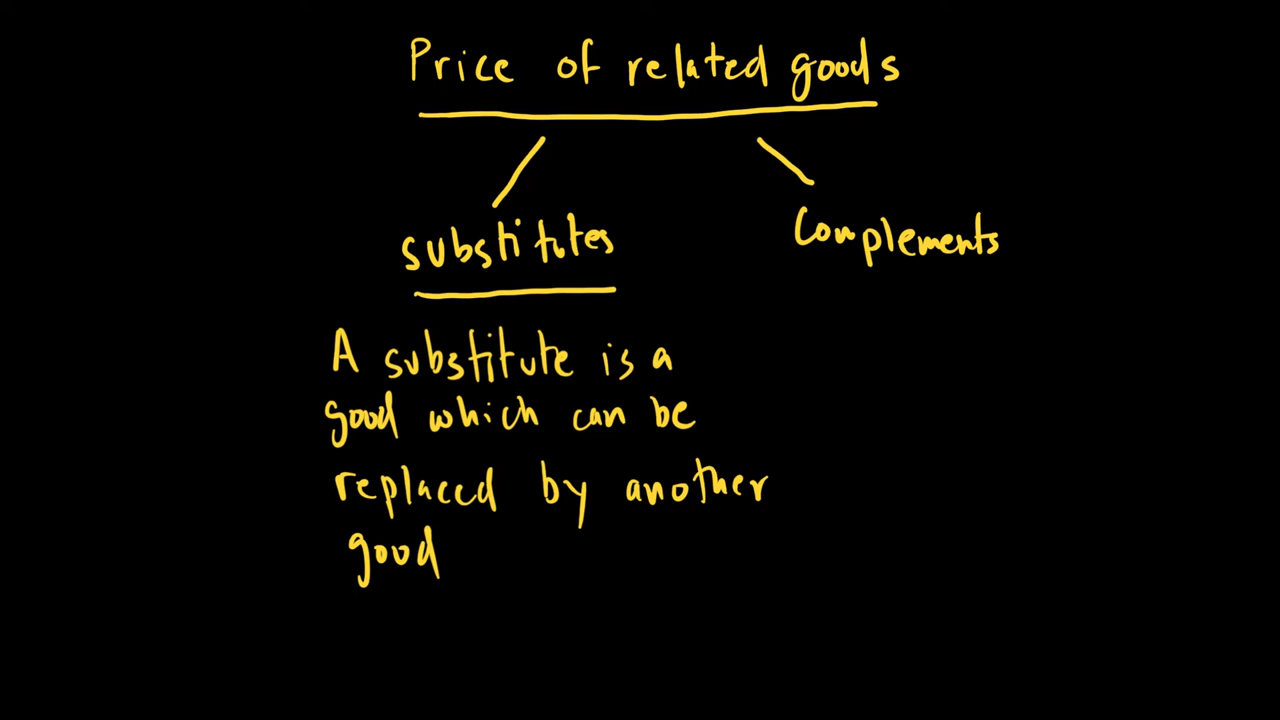 Price of related goods
substitutes
Complements
A substitute is a
good which can be
replaced by another
good